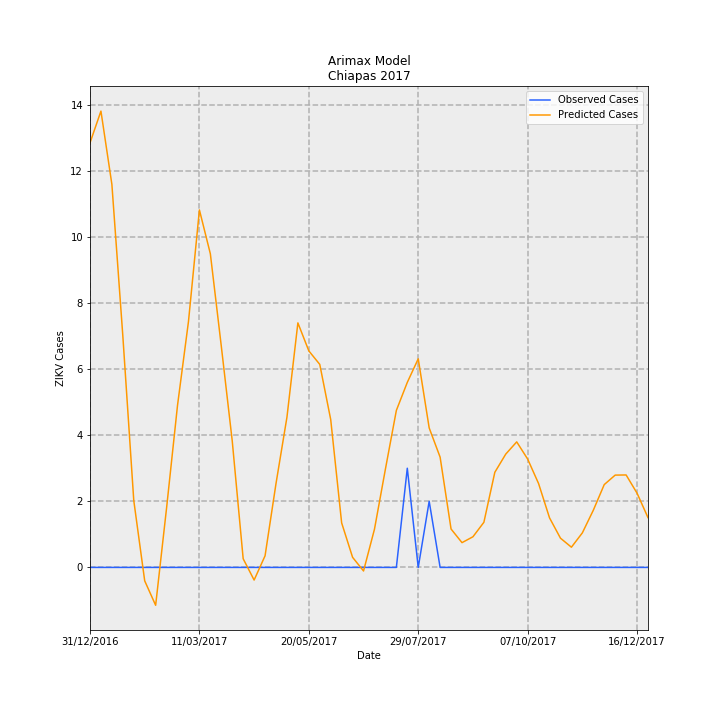 Arimax Model
Chiapas 2017
Observed Cases
Predicted Cases
14
12
10
8
6
4
2
0
ZIKV Cases
31/12/2016
11/03/2017
20/05/2017
29/07/2017
07/10/2017
16/12/2017
Date